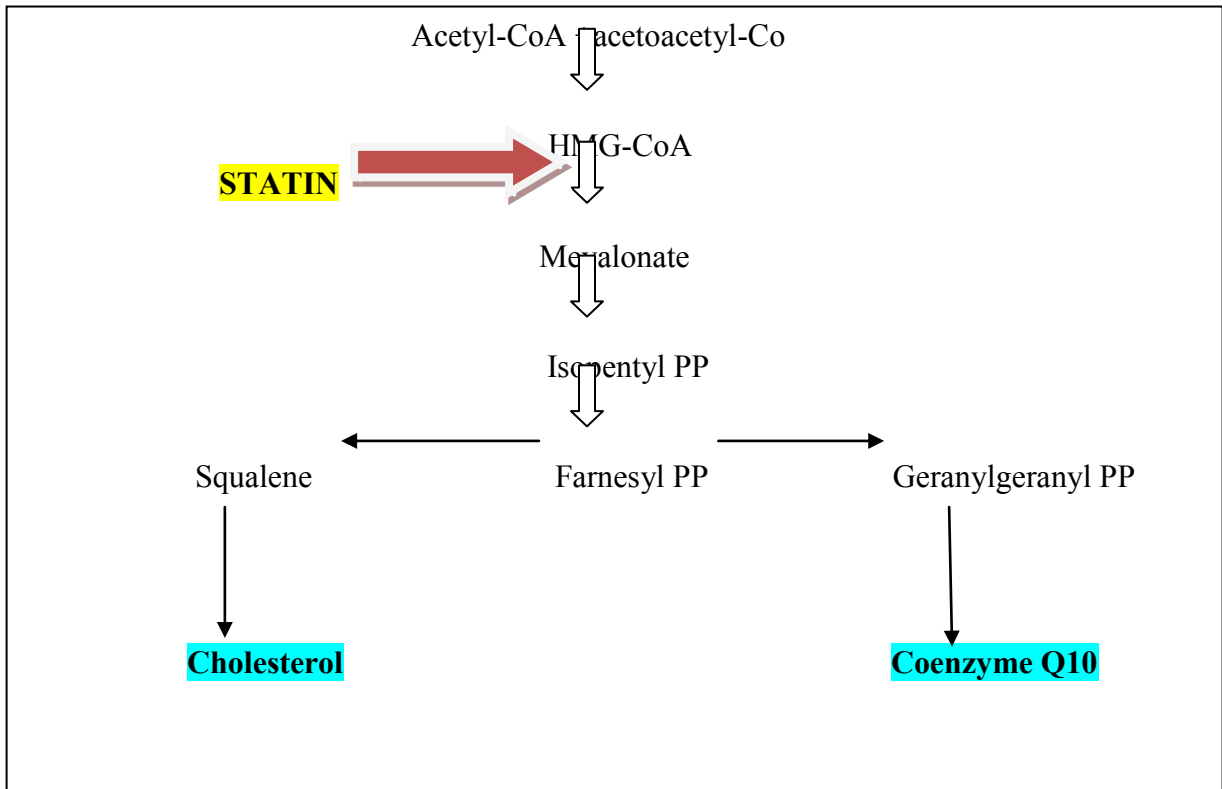 Acetyl-CoA + acetoacetyl-Co
HMG-CoA
STATIN
Mevalonate
Isopentyl PP
Squalene
Farnesyl PP
Geranylgeranyl PP
Cholesterol
Coenzyme Q10